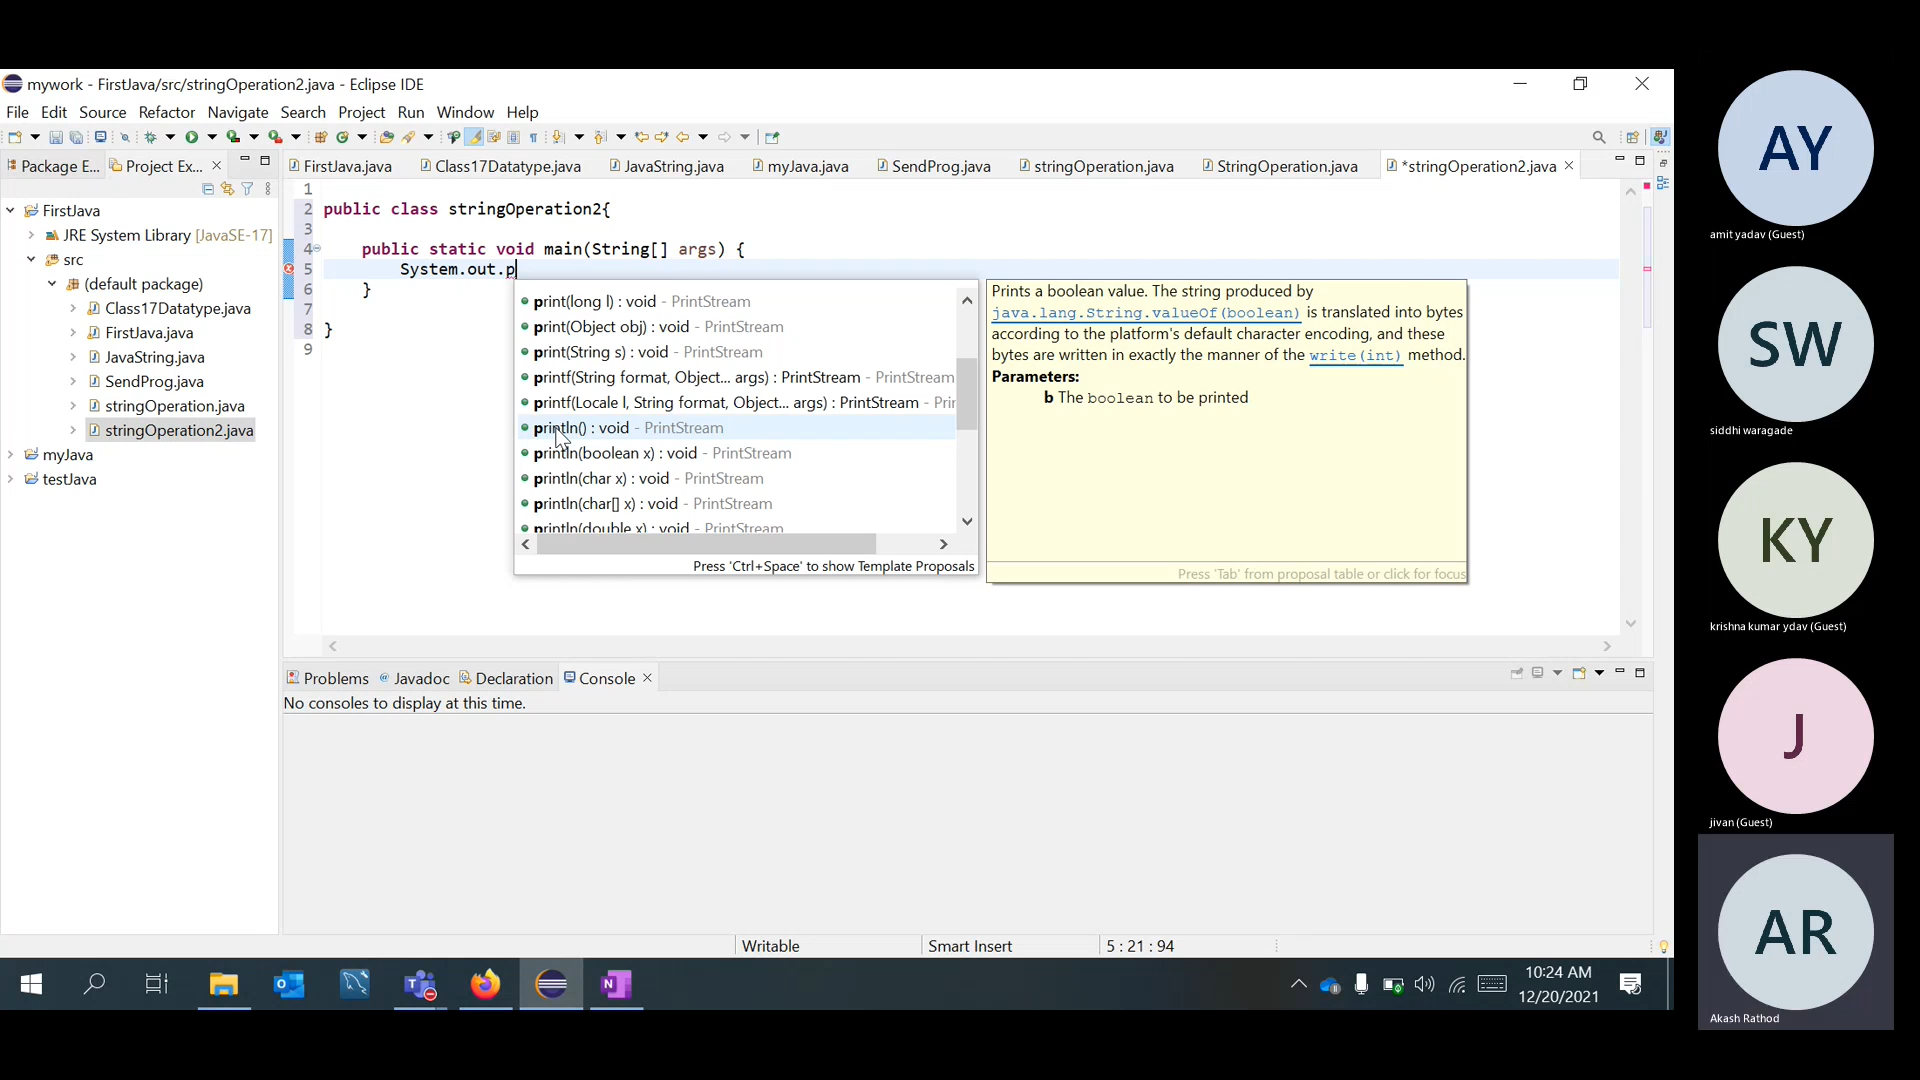 mywork - FirstJava/src/stringOperation2.java - Eclipse IDE
File Edit Source Refactor Navigate Search Project Run Window Help
Package E... Project Ex... FirstJava.java Class17Datatype.java JavaString.java myJava.java SendProg.java stringOperation.java StringOperation.java *stringOperation2.java
FirstJava
JRE System Library [JavaSE-17]
src
(default package)
Class17Datatype.java
FirstJava.java
JavaString.java
SendProg.java
stringOperation.java
stringOperation2.java
myJava
testJava
1
2 public class stringOperation2{
3
4 public static void main(String[] args) {
5 System.out.p
6 }
7
8 }
9
print(long l) : void - PrintStream
print(Object obj) : void - PrintStream
print(String s) : void - PrintStream
printf(String format, Object... args) : PrintStream - PrintStream
printf(Locale l, String format, Object... args) : PrintStream - Prin
println() : void - PrintStream
println(boolean x) : void - PrintStream
println(char x) : void - PrintStream
println(char[] x) : void - PrintStream
println(double x) : void - PrintStream
Press 'Ctrl+Space' to show Template Proposals
Prints a boolean value. The string produced by
java.lang.String.valueOf(boolean) is translated into bytes
according to the platform's default character encoding, and these
bytes are written in exactly the manner of the write(int) method.
Parameters:
b The boolean to be printed
Press 'Tab' from proposal table or click for focus
Problems @ Javadoc Declaration Console
No consoles to display at this time.
Writable Smart Insert 5 : 21 : 94
10:24 AM
12/20/2021
AY
amit yadav (Guest)
SW
siddhi waragade
KY
krishna kumar ydav (Guest)
J
jivan (Guest)
AR
Akash Rathod